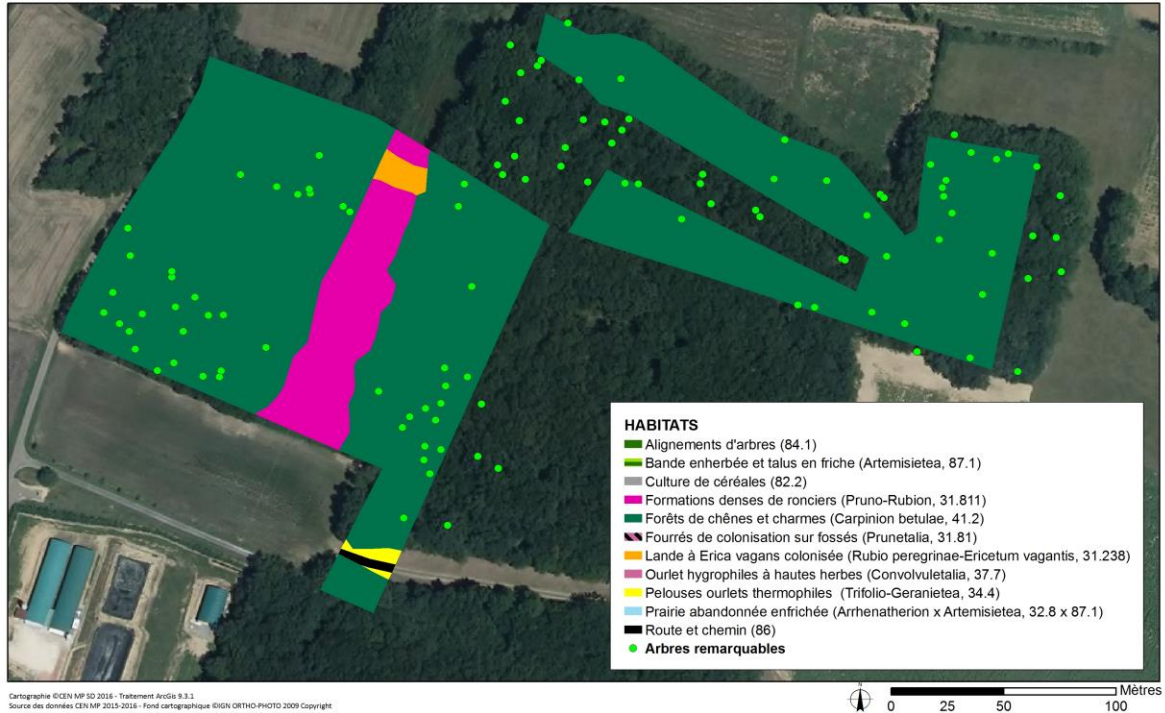 HABITATS
Alignements d'arbres (84.1)
Bande enherbée et talus en friche (Artemisietea, 87.1)
Culture de céréales (82.2)
Formations denses de ronciers (Pruno-Rubion, 31.811)
Forêts de chênes et charmes (Carpinion betulae, 41.2)
Fourrés de colonisation sur fossés (Prunetalia, 31.81)
Lande à Erica vagans colonisée (Rubio peregrinae-Ericetum vagantis, 31.238)
Ourlet hygrophiles à hautes herbes (Convolvuletalia, 37.7)
Pelouses ourlets thermophiles (Trifolio-Geranietea, 34.4)
Prairie abandonnée enfrichée (Arrhenatherion x Artemisietea, 32.8 x 87.1)
Route et chemin (86)
Arbres remarquables
Cartographie ©CEN MP SD 2016 - Traitement ArcGis 9.3.1
Source des données CEN MP 2015-2016 - Fond cartographique ©IGN ORTHO-PHOTO 2009 Copyright
N
Mètres
0 25 50 100